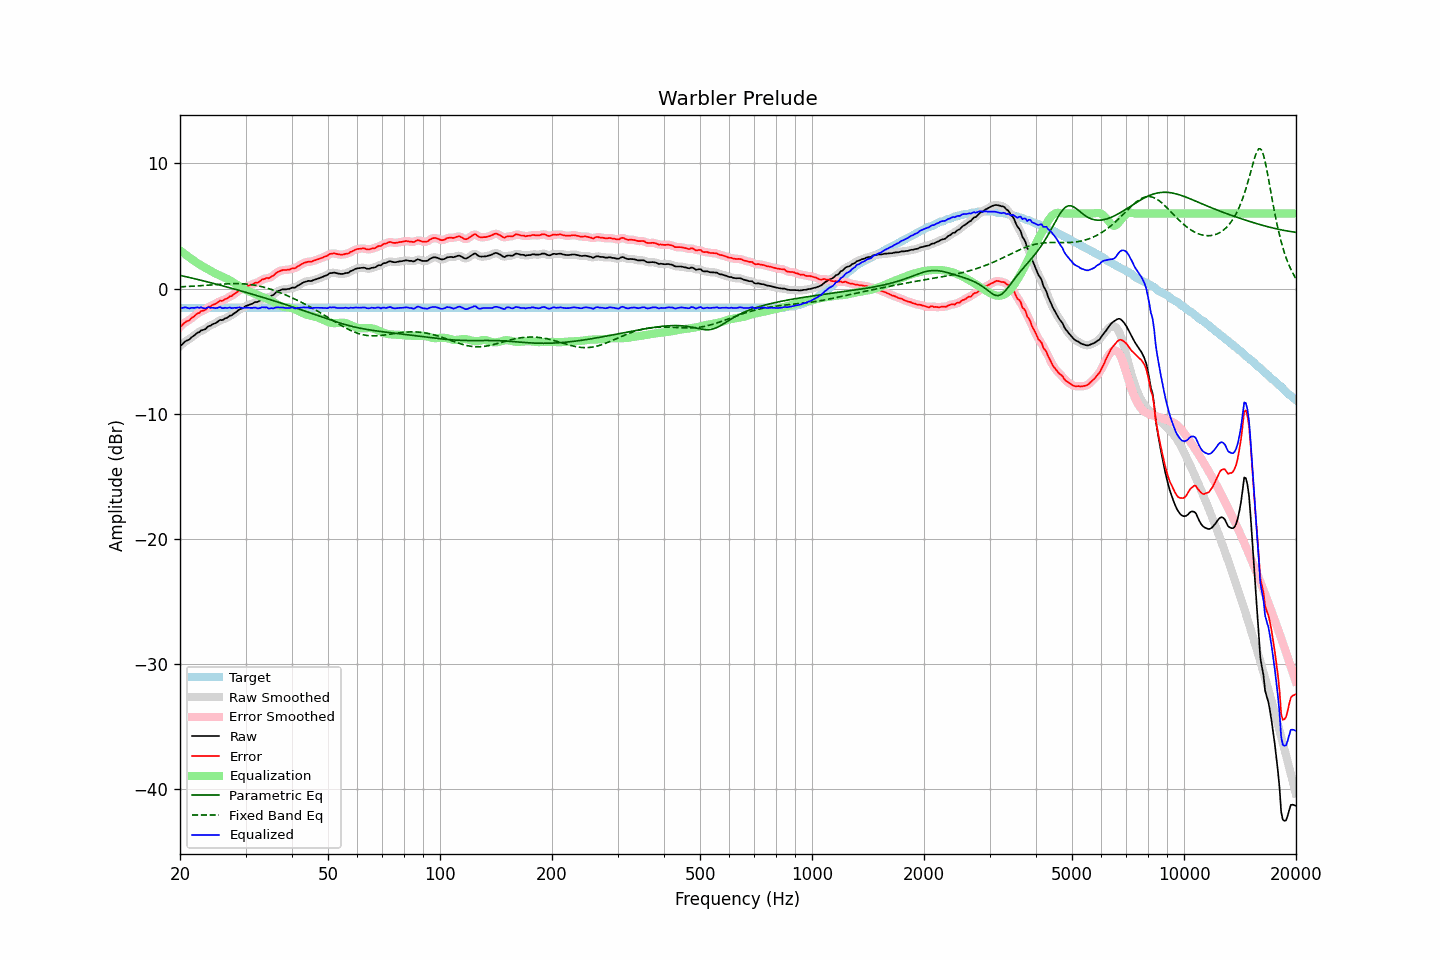 Warbler Prelude
10
0
−10
−20
−30
−40
Amplitude (dBr)
Target
Raw Smoothed
Error Smoothed
Raw
Error
Equalization
Parametric Eq
Fixed Band Eq
Equalized
20 50 100 200 500 1000 2000 5000 10000 20000
Frequency (Hz)